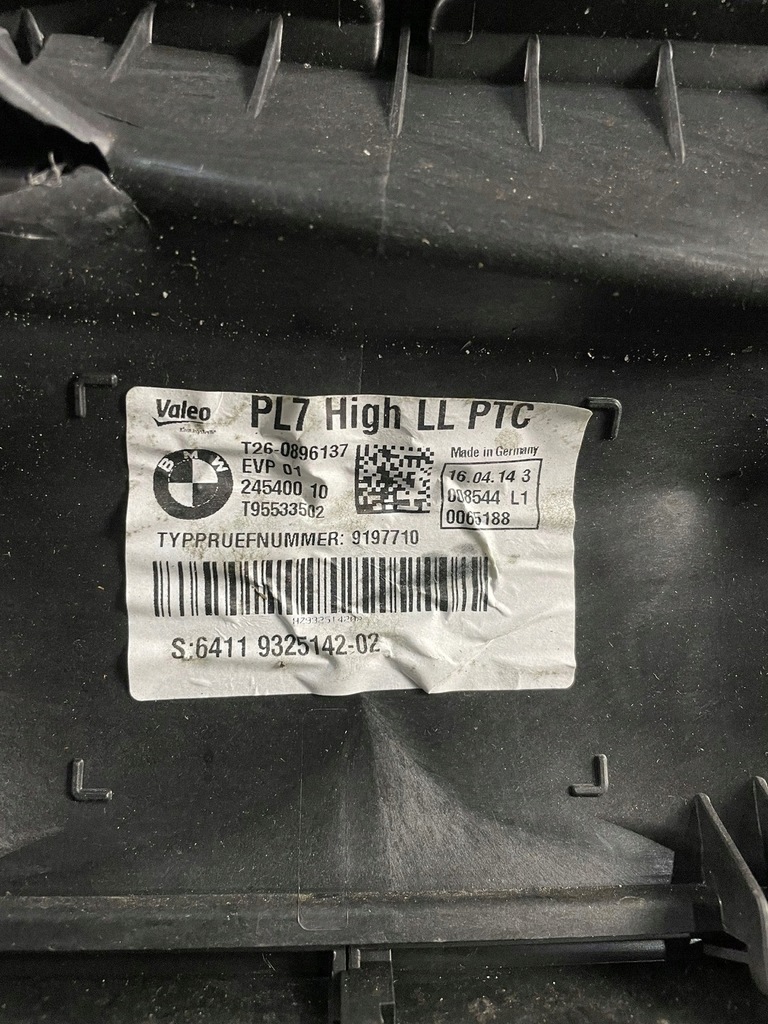 Valeo PL7 High LL PTC
BMW
T26-0896137
EVP 01
245400 10
T95533502
Made in Germany
16.04.14 3
008544 L1
0065188
TYPPRUEFNUMMER: 9197710
S:6411 9325142-02